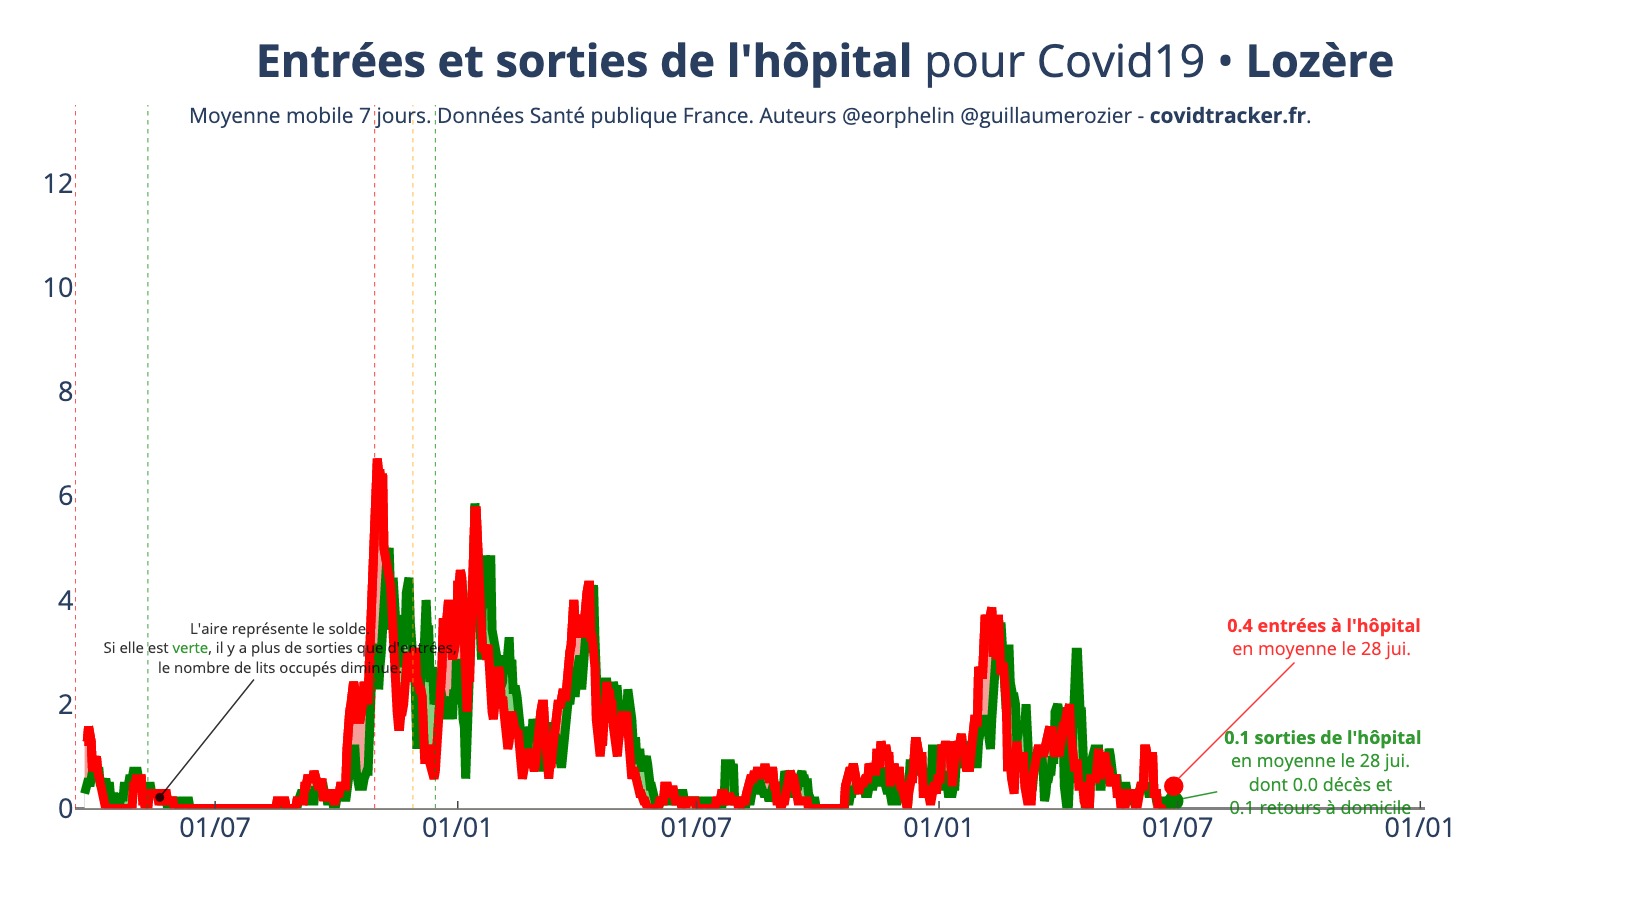 Entrées et sorties de l'hôpital pour Covid19 • Lozère
Moyenne mobile 7 jours. Données Santé publique France. Auteurs @eorphelin @guillaumerozier - covidtracker.fr.
12
10
8
6
4
2
0
L'aire représente le solde.
Si elle est verte, il y a plus de sorties que d'entrées,
le nombre de lits occupés diminue.
0.4 entrées à l'hôpital
en moyenne le 28 jui.
0.1 sorties de l'hôpital
en moyenne le 28 jui.
dont 0.0 décès et
0.1 retours à domicile
01/07
01/01
01/07
01/01
01/07
01/01